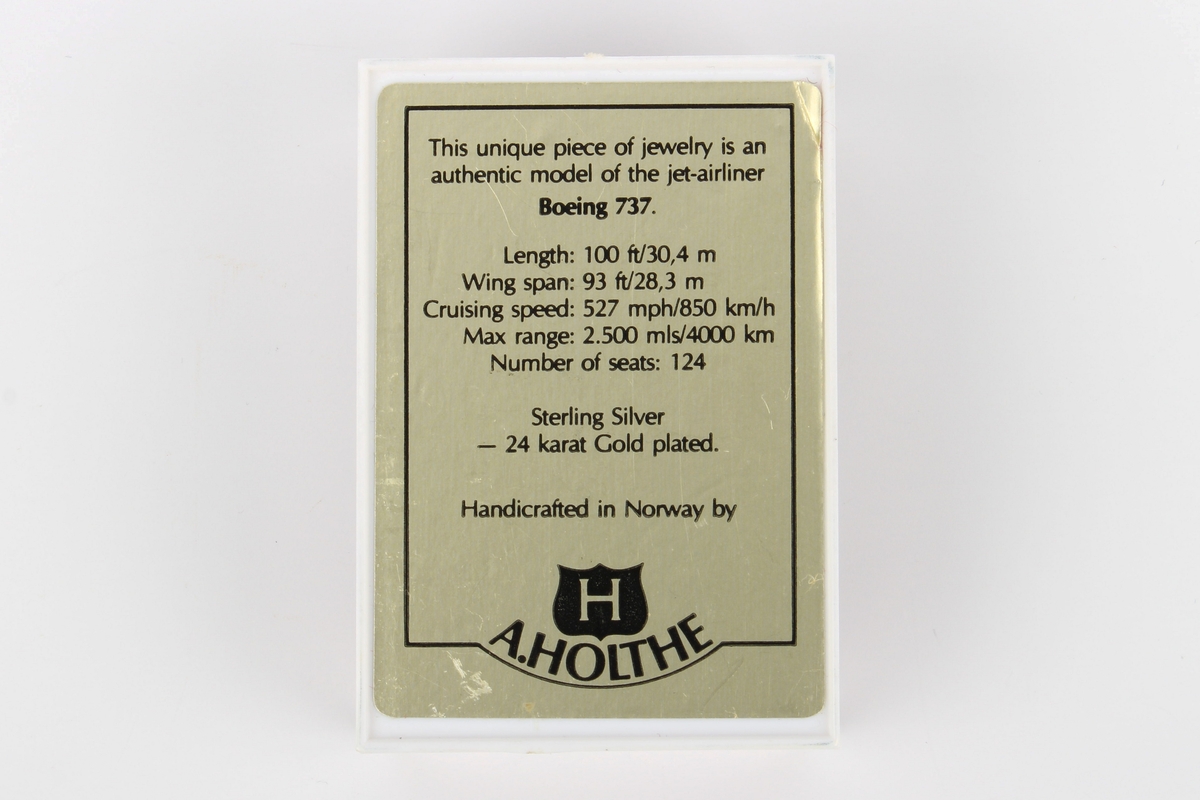 This unique piece of jewelry is an
authentic model of the jet-airliner
Boeing 737.
Length: 100 ft/30,4 m
Wing span: 93 ft/28,3 m
Cruising speed: 527 mph/850 km/h
Max range: 2.500 mls/4000 km
Number of seats: 124
Sterling Silver
— 24 karat Gold plated.
Handicrafted in Norway by
H
A.HOLTHE